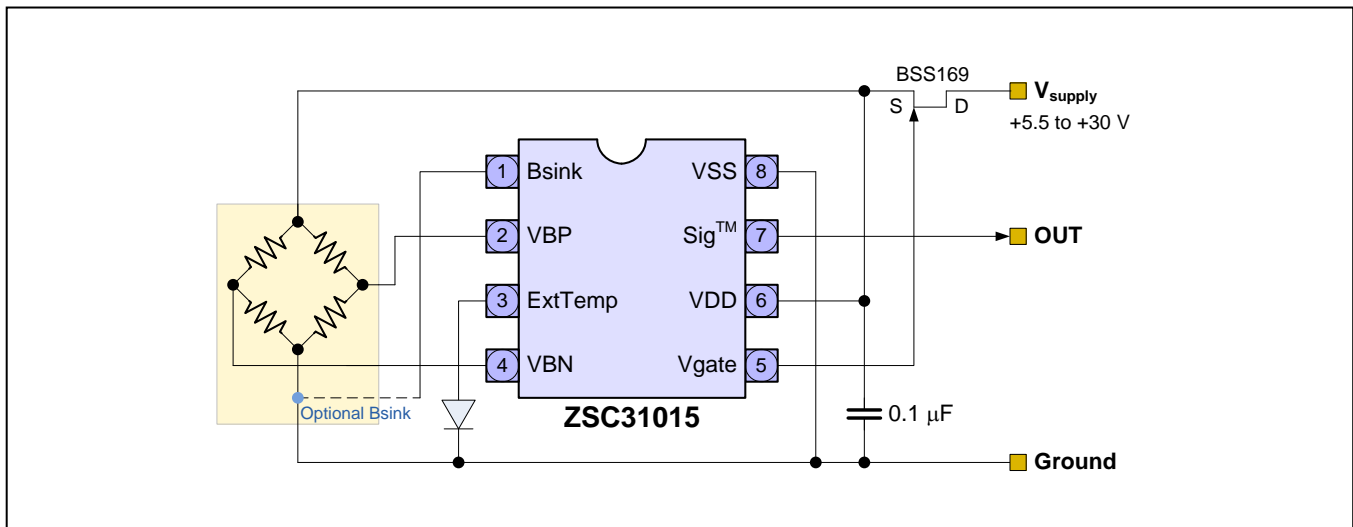 BSS169
S D
V_supply
+5.5 to +30 V
1 Bsink
VSS 8
2 VBP
Sig™ 7
OUT
3 ExtTemp
VDD 6
4 VBN
Vgate 5
Optional Bsink
ZSC31015
0.1 μF
Ground